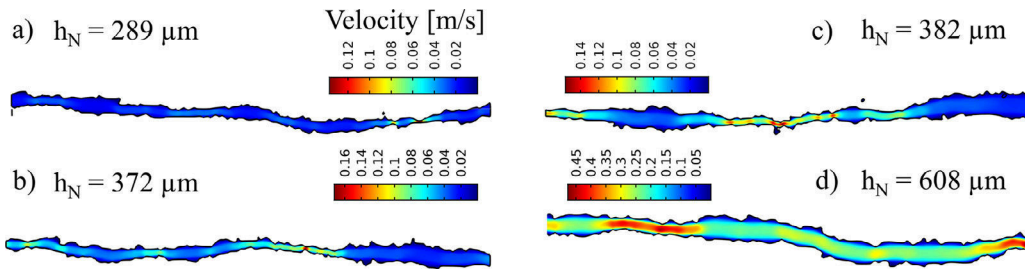 a) h_N = 289 µm
Velocity [m/s]
0.12 0.1 0.08 0.06 0.04 0.02
c) h_N = 382 µm
0.14 0.12 0.1 0.08 0.06 0.04 0.02
b) h_N = 372 µm
0.16 0.14 0.12 0.1 0.08 0.06 0.04 0.02
d) h_N = 608 µm
0.45 0.4 0.35 0.3 0.25 0.2 0.15 0.1 0.05